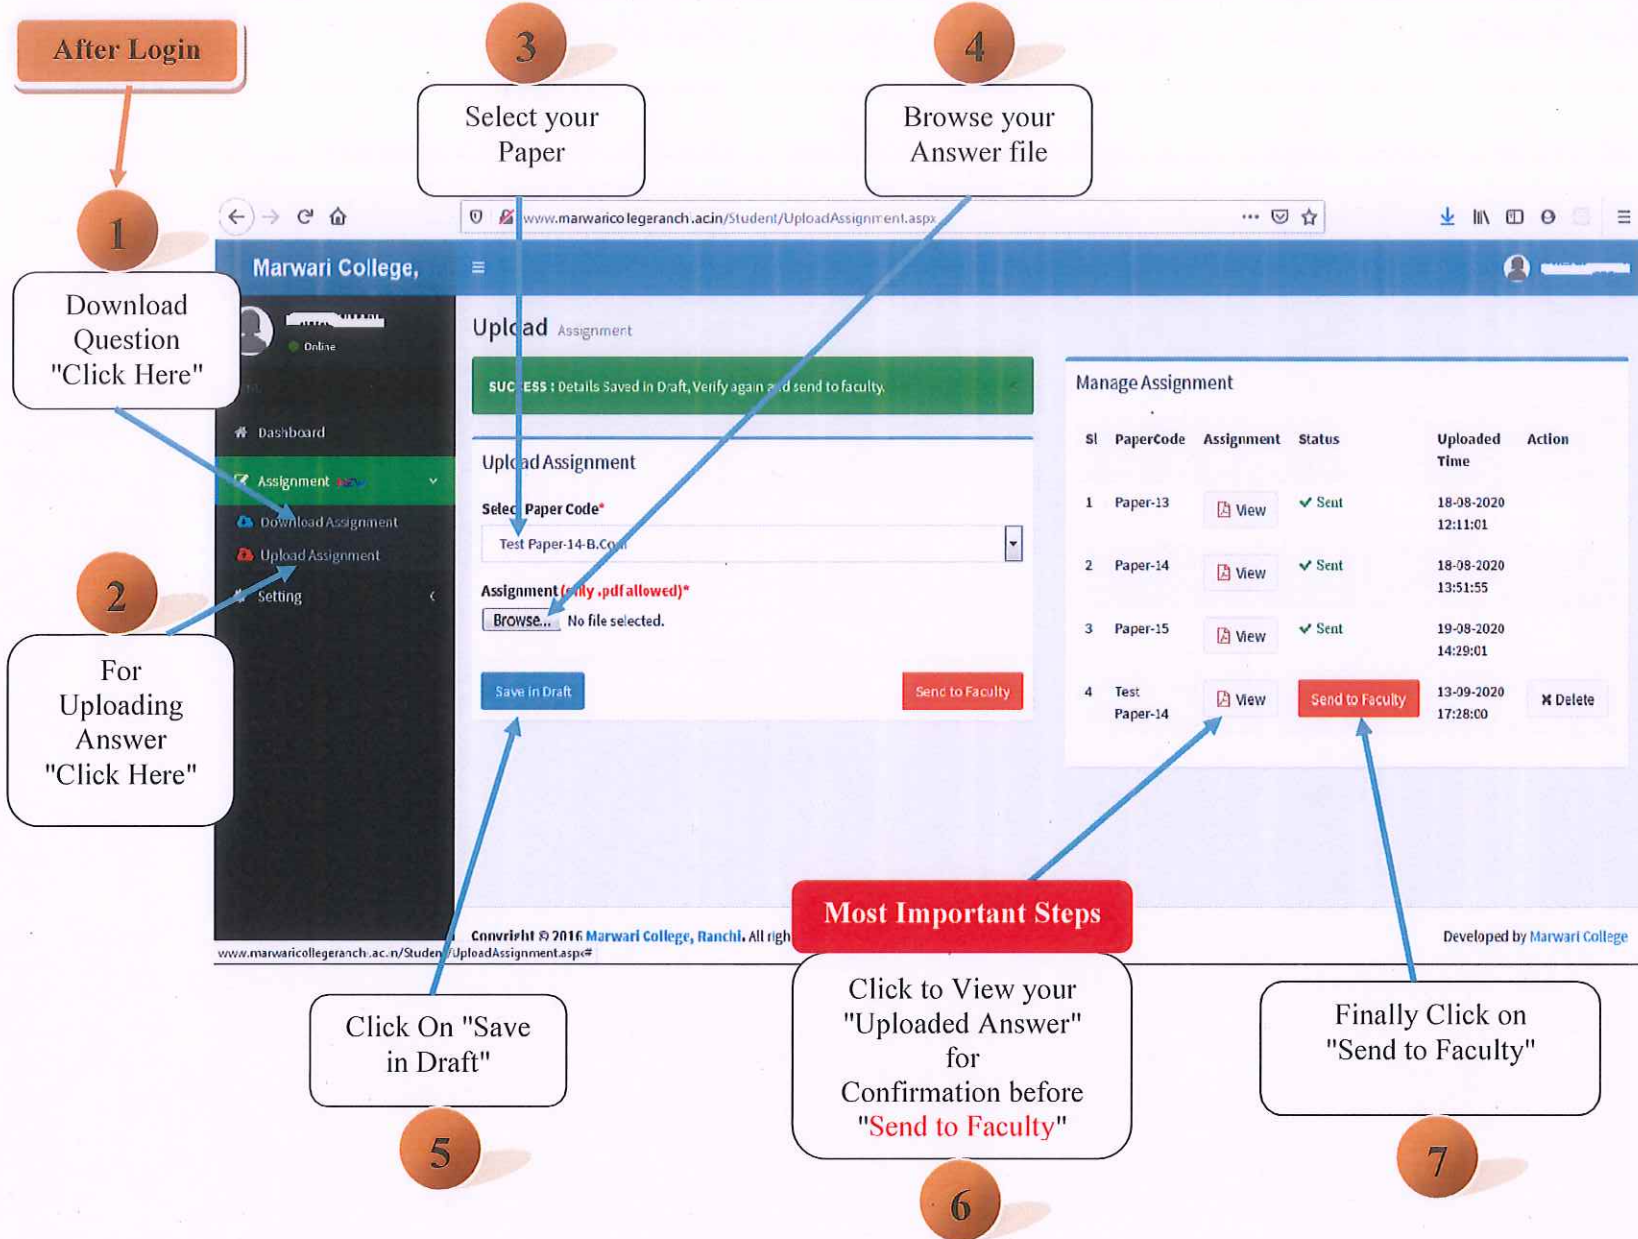 After Login
3
4
Select your
Paper
Browse your
Answer file
1
www.marwaricollegeranchi.ac.in/Student/UploadAssignment.aspx
Marwari College,
Download
Question
"Click Here"
Online
Upload Assignment
SUCCESS : Details Saved in Draft, Verify again and send to faculty.
Manage Assignment
Dashboard
Assignment
Download Assignment
Upload Assignment
Setting
Upload Assignment
Select Paper Code*
Test Paper-14-B.Com
Assignment (only .pdf allowed)*
Browse... No file selected.
Save in Draft
Send to Faculty
Sl PaperCode Assignment Status Uploaded Time Action
1 Paper-13 View Sent 18-08-2020
12:11:01
2 Paper-14 View Sent 18-08-2020
13:51:55
3 Paper-15 View Sent 19-08-2020
14:29:01
4 Test View Send to Faculty 13-09-2020 Delete
Paper-14 17:28:00
2
For
Uploading
Answer
"Click Here"
Copyright © 2016 Marwari College, Ranchi. All righ
Developed by Marwari College
www.marwaricollegeranchi.ac.in/Student/UploadAssignment.aspx#
Most Important Steps
Click On "Save
in Draft"
5
Click to View your
"Uploaded Answer"
for
Confirmation before
"Send to Faculty"
6
Finally Click on
"Send to Faculty"
7